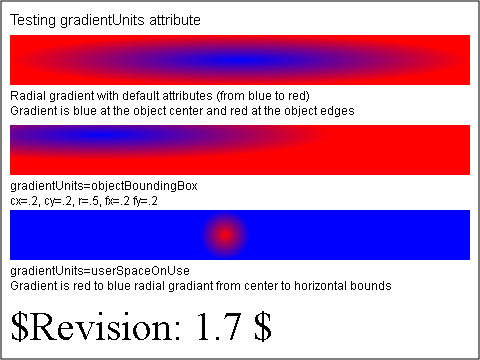 Testing gradientUnits attribute
Radial gradient with default attributes (from blue to red)
Gradient is blue at the object center and red at the object edges
gradientUnits=objectBoundingBox
cx=.2, cy=.2, r=.5, fx=.2 fy=.2
gradientUnits=userSpaceOnUse
Gradient is red to blue radial gradiant from center to horizontal bounds
$Revision: 1.7 $